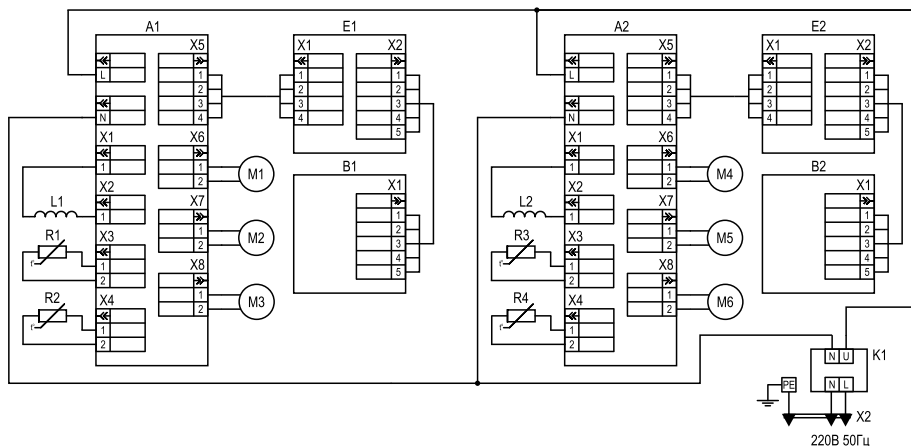 A1 E1 A2 E2
X5 X1 X2 X5 X1 X2
L 1 1 1 L 1 1 1
2 2 2 2 2 2
3 3 3 3 3 3
N 4 4 4 N 4 4 4
5 5
X1 X6 X1 X6
1 1 M1 B1 1 1 M4 B2
2 2
X2 X1 X2 X1
L1 1 X7 1 L2 1 X7 1
R1 X3 1 M2 2 R3 X3 1 M5 2
2 3 2 3
r 1 4 r 1 4
2 X8 5 2 X8 5
R2 X4 1 M3 R4 X4 1 M6
r 1 2 r 1 2
2 2
N U K1
PE N L
X2
220В 50Гц